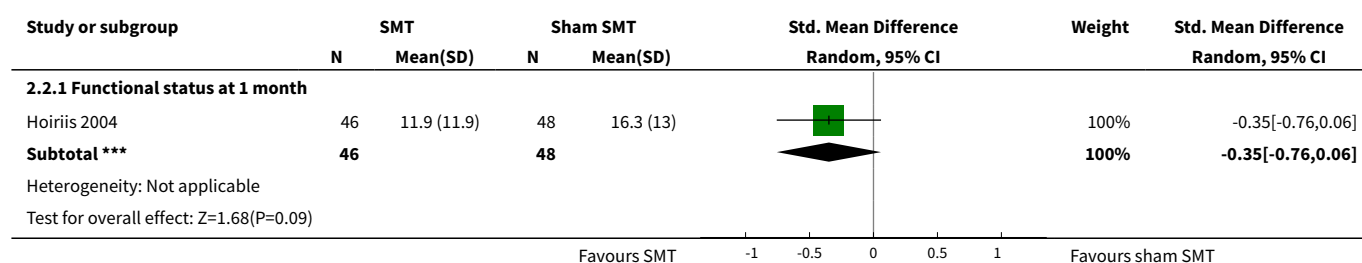 Study or subgroup SMT Sham SMT Std. Mean Difference Weight Std. Mean Difference
N Mean(SD) N Mean(SD) Random, 95% CI Random, 95% CI
2.2.1 Functional status at 1 month
Hoiriis 2004 46 11.9 (11.9) 48 16.3 (13) 100% -0.35[-0.76,0.06]
Subtotal *** 46 48 100% -0.35[-0.76,0.06]
Heterogeneity: Not applicable
Test for overall effect: Z=1.68(P=0.09)
Favours SMT -1 -0.5 0 0.5 1 Favours sham SMT